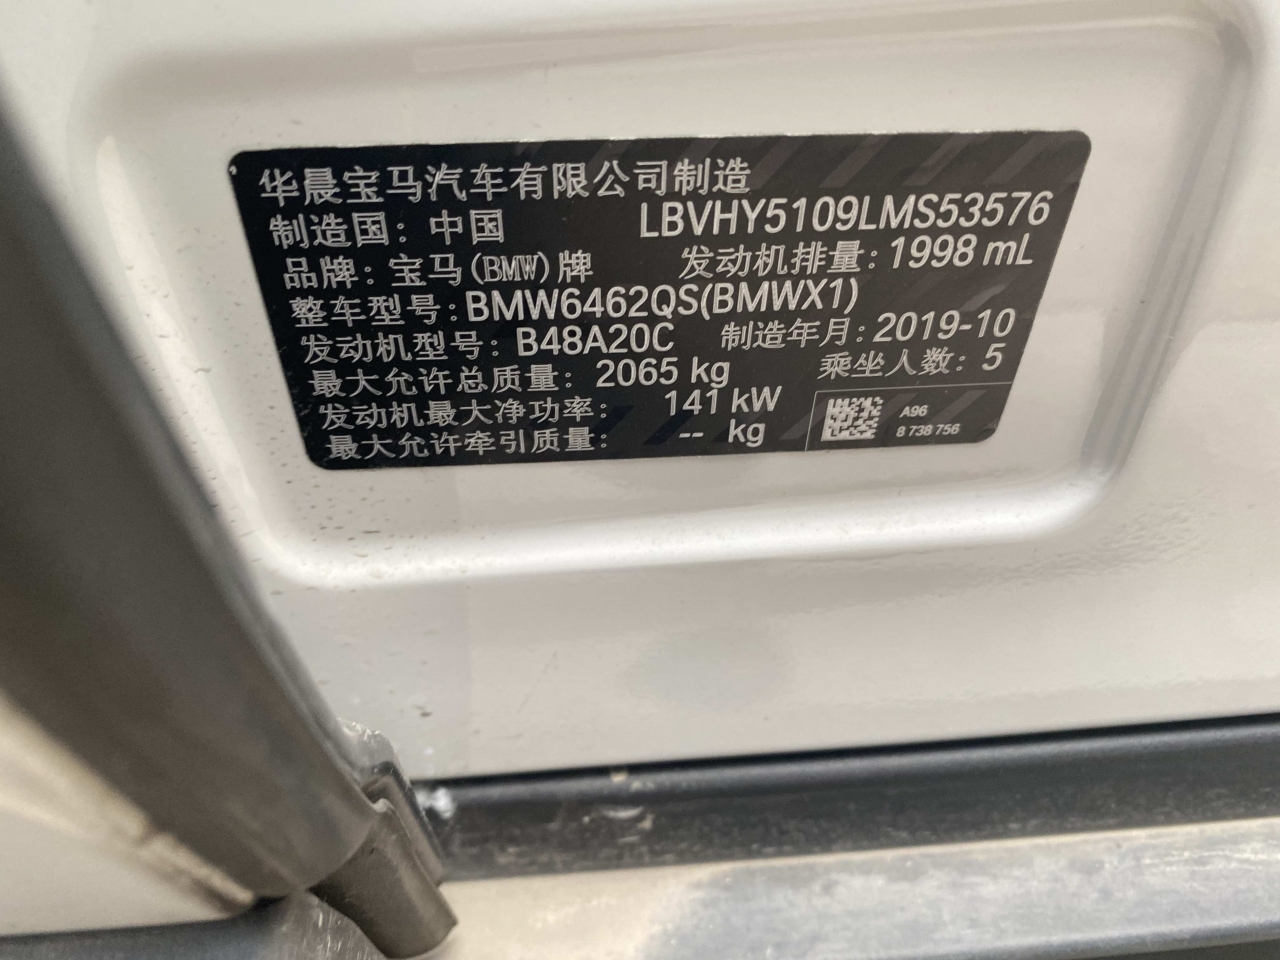 华晨宝马汽车有限公司制造
制造国：中国 LBVHY5109LMS53576
品牌：宝马(BMW)牌 发动机排量：1998 mL
整车型号：BMW6462QS(BMWX1)
发动机型号：B48A20C 制造年月：2019-10
最大允许总质量：2065 kg 乘坐人数：5
发动机最大净功率：141 kW
最大允许牵引质量：-- kg
A96
8 738 756